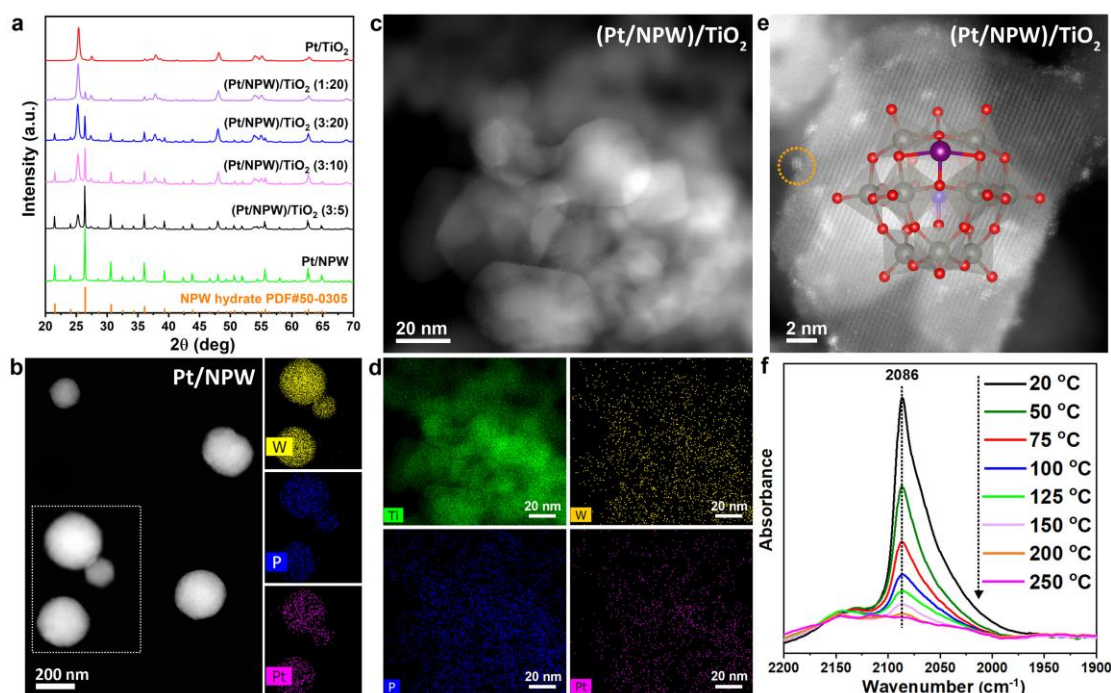 a
Pt/TiO₂
(Pt/NPW)/TiO₂ (1:20)
(Pt/NPW)/TiO₂ (3:20)
(Pt/NPW)/TiO₂ (3:10)
(Pt/NPW)/TiO₂ (3:5)
Pt/NPW
NPW hydrate PDF#50-0305
Intensity (a.u.)
20 25 30 35 40 45 50 55 60 65 70
2θ (deg)
b
Pt/NPW
200 nm
W
P
Pt
c
(Pt/NPW)/TiO₂
20 nm
d
Ti
20 nm
W
20 nm
P
20 nm
Pt
20 nm
e
(Pt/NPW)/TiO₂
2 nm
f
2086
20 °C
50 °C
75 °C
100 °C
125 °C
150 °C
200 °C
250 °C
Absorbance
2200 2150 2100 2050 2000 1950 1900
Wavenumber (cm⁻¹)